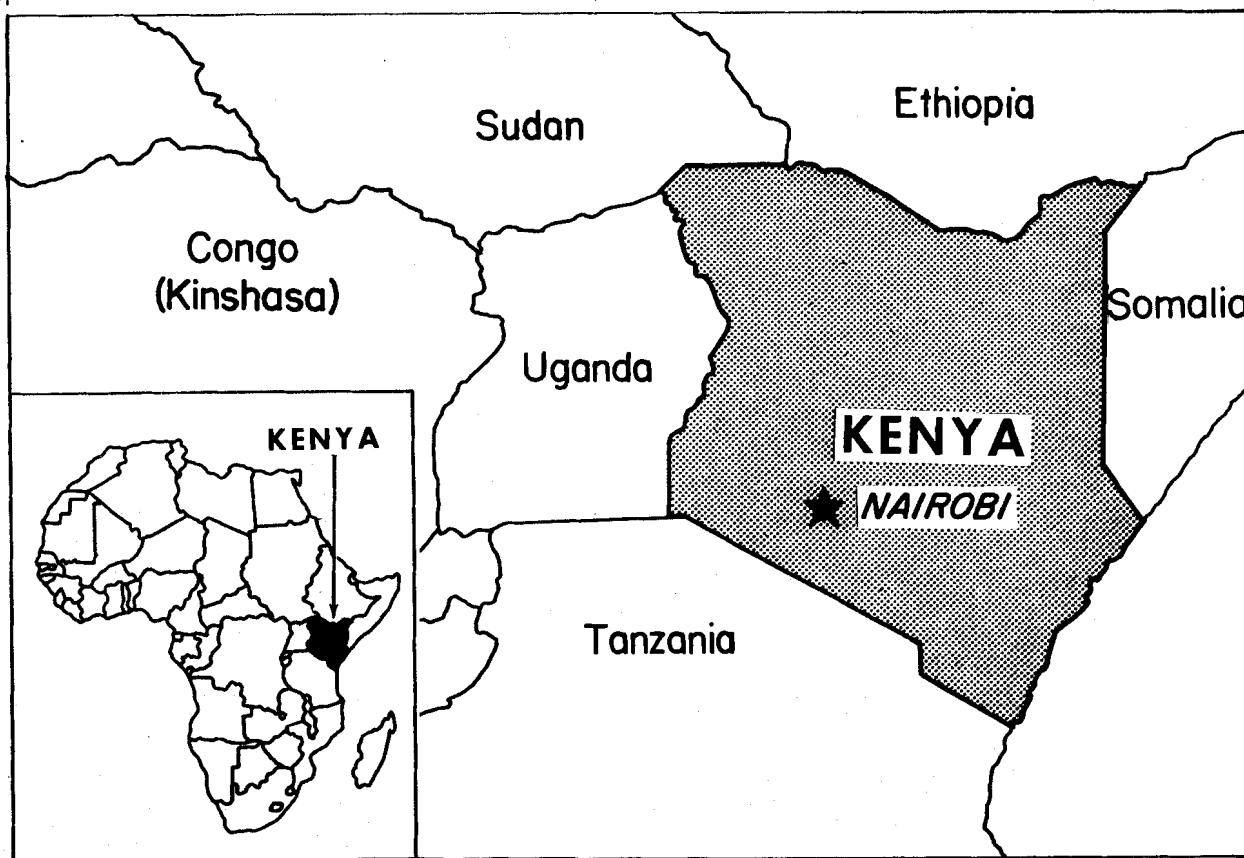 Sudan
Ethiopia
Congo
(Kinshasa)
Somalia
Uganda
KENYA
NAIROBI
KENYA
Tanzania